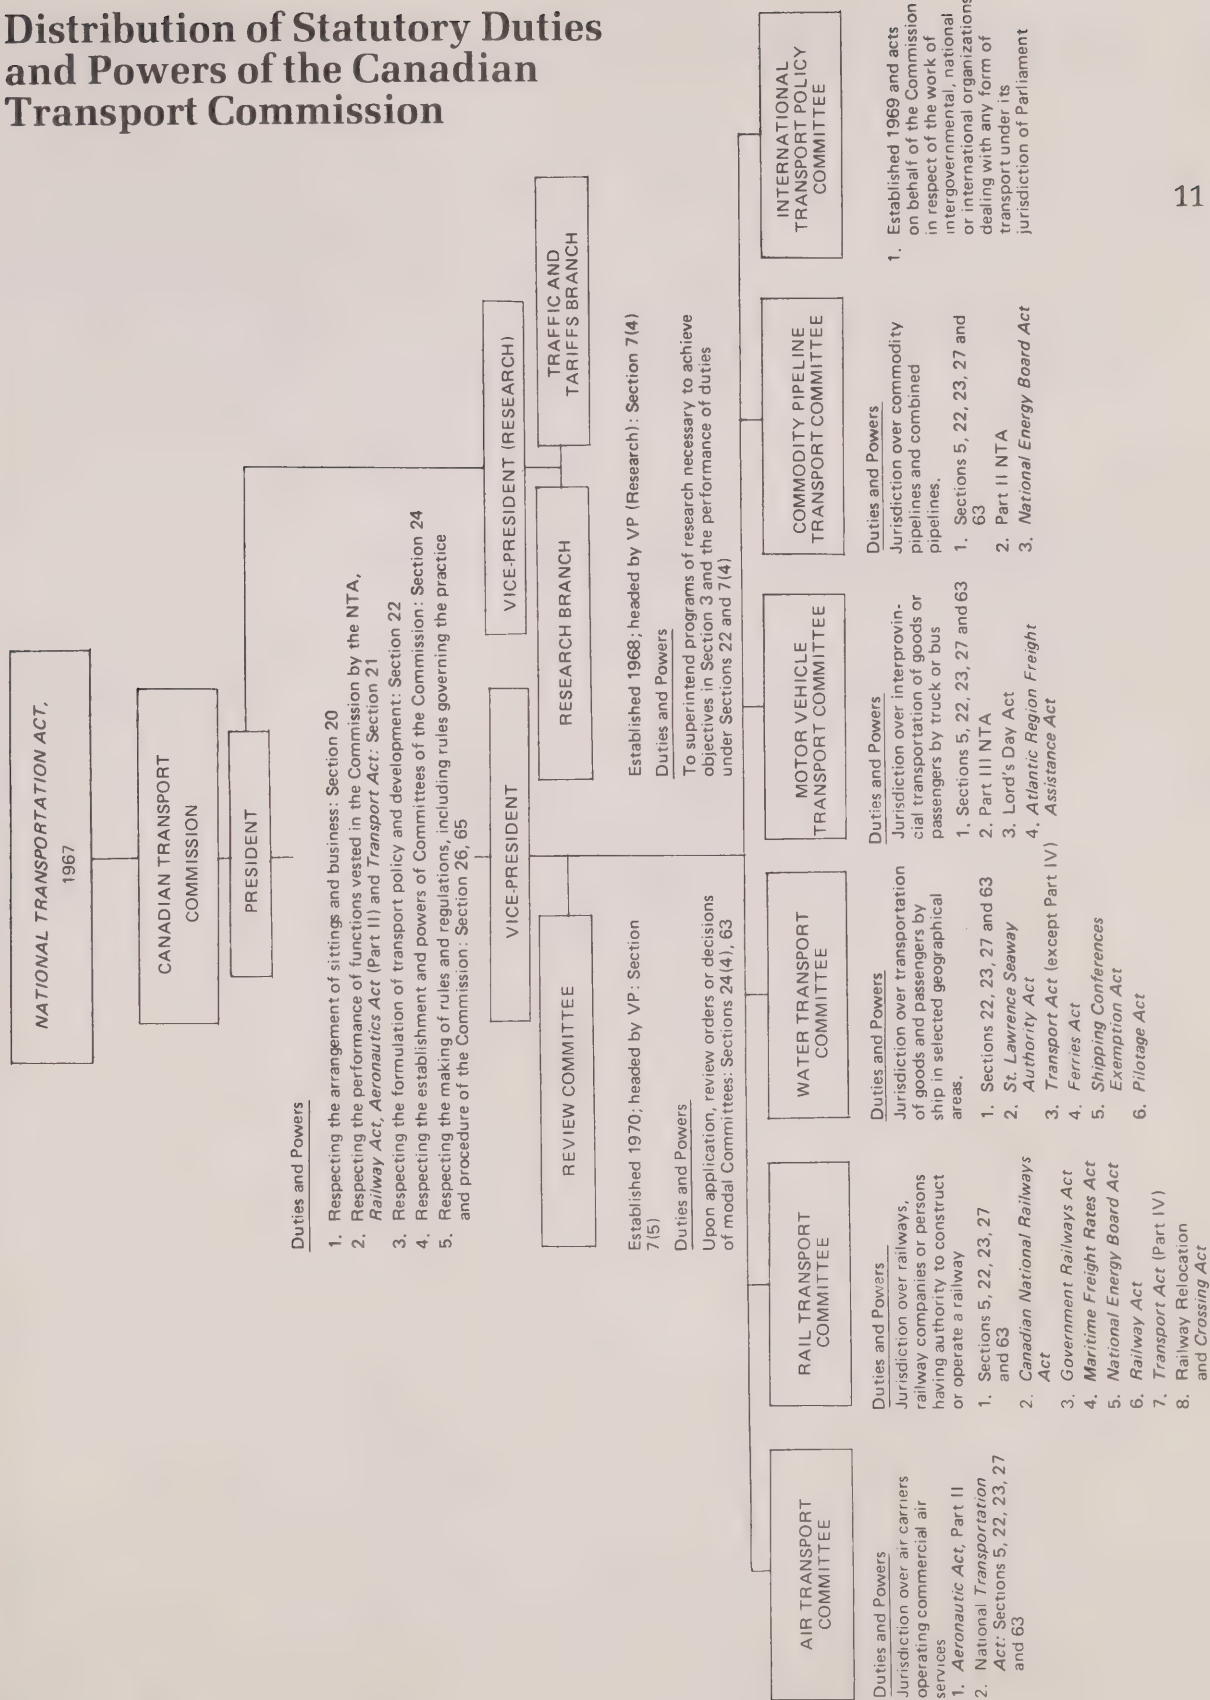 Distribution of Statutory Duties
and Powers of the Canadian
Transport Commission
NATIONAL TRANSPORTATION ACT,
1967
CANADIAN TRANSPORT
COMMISSION
PRESIDENT
Duties and Powers
1. Respecting the arrangement of sittings and business: Section 20
2. Respecting the performance of functions vested in the Commission by the NTA,
Railway Act, Aeronautics Act (Part II) and Transport Act: Section 21
3. Respecting the formulation of transport policy and development: Section 22
4. Respecting the establishment and powers of Committees of the Commission: Section 24
5. Respecting the making of rules and regulations, including rules governing the practice
and procedure of the Commission: Section 26, 65
VICE-PRESIDENT
VICE-PRESIDENT (RESEARCH)
REVIEW COMMITTEE
Established 1970; headed by VP: Section
7(5)
Duties and Powers
Upon application, review orders or decisions
of modal Committees: Sections 24(4), 63
RESEARCH BRANCH
TRAFFIC AND
TARIFFS BRANCH
Established 1968; headed by VP (Research): Section 7(4)
Duties and Powers
To superintend programs of research necessary to achieve
objectives in Section 3 and the performance of duties
under Sections 22 and 7(4)
AIR TRANSPORT
COMMITTEE
Duties and Powers
Jurisdiction over air carriers
operating commercial air
services
1. Aeronautic Act, Part II
2. National Transportation
Act: Sections 5, 22, 23, 27
and 63
RAIL TRANSPORT
COMMITTEE
Duties and Powers
Jurisdiction over railways,
railway companies or persons
having authority to construct
or operate a railway
1. Sections 5, 22, 23, 27
and 63
2. Canadian National Railways
Act
3. Government Railways Act
4. Maritime Freight Rates Act
5. National Energy Board Act
6. Railway Act
7. Transport Act (Part IV)
8. Railway Relocation
and Crossing Act
WATER TRANSPORT
COMMITTEE
Duties and Powers
Jurisdiction over transportation
of goods and passengers by
ship in selected geographical
areas.
1. Sections 22, 23, 27 and 63
2. St. Lawrence Seaway
Authority Act
3. Transport Act (except Part IV)
4. Ferries Act
5. Shipping Conferences
Exemption Act
6. Pilotage Act
MOTOR VEHICLE
TRANSPORT COMMITTEE
Duties and Powers
Jurisdiction over interprovin-
cial transportation of goods or
passengers by truck or bus
1. Sections 5, 22, 23, 27 and 63
2. Part III NTA
3. Lord's Day Act
4. Atlantic Region Freight
Assistance Act
COMMODITY PIPELINE
TRANSPORT COMMITTEE
Duties and Powers
Jurisdiction over commodity
pipelines and combined
pipelines.
1. Sections 5, 22, 23, 27 and
63
2. Part II NTA
3. National Energy Board Act
INTERNATIONAL
TRANSPORT POLICY
COMMITTEE
1. Established 1969 and acts
on behalf of the Commission
in respect of the work of
intergovernmental, national
or international organizations
dealing with any form of
transport under its
jurisdiction of Parliament
11